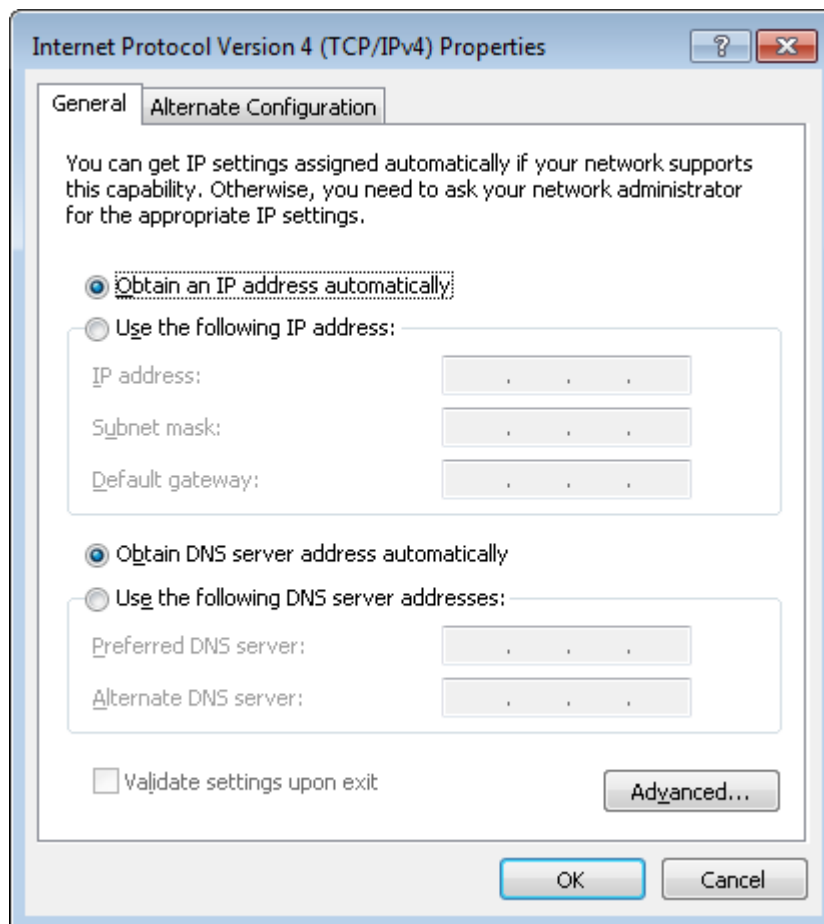 Internet Protocol Version 4 (TCP/IPv4) Properties
General
Alternate Configuration
You can get IP settings assigned automatically if your network supports
this capability. Otherwise, you need to ask your network administrator
for the appropriate IP settings.
Obtain an IP address automatically
Use the following IP address:
IP address:
Subnet mask:
Default gateway:
Obtain DNS server address automatically
Use the following DNS server addresses:
Preferred DNS server:
Alternate DNS server:
Validate settings upon exit
Advanced...
OK
Cancel